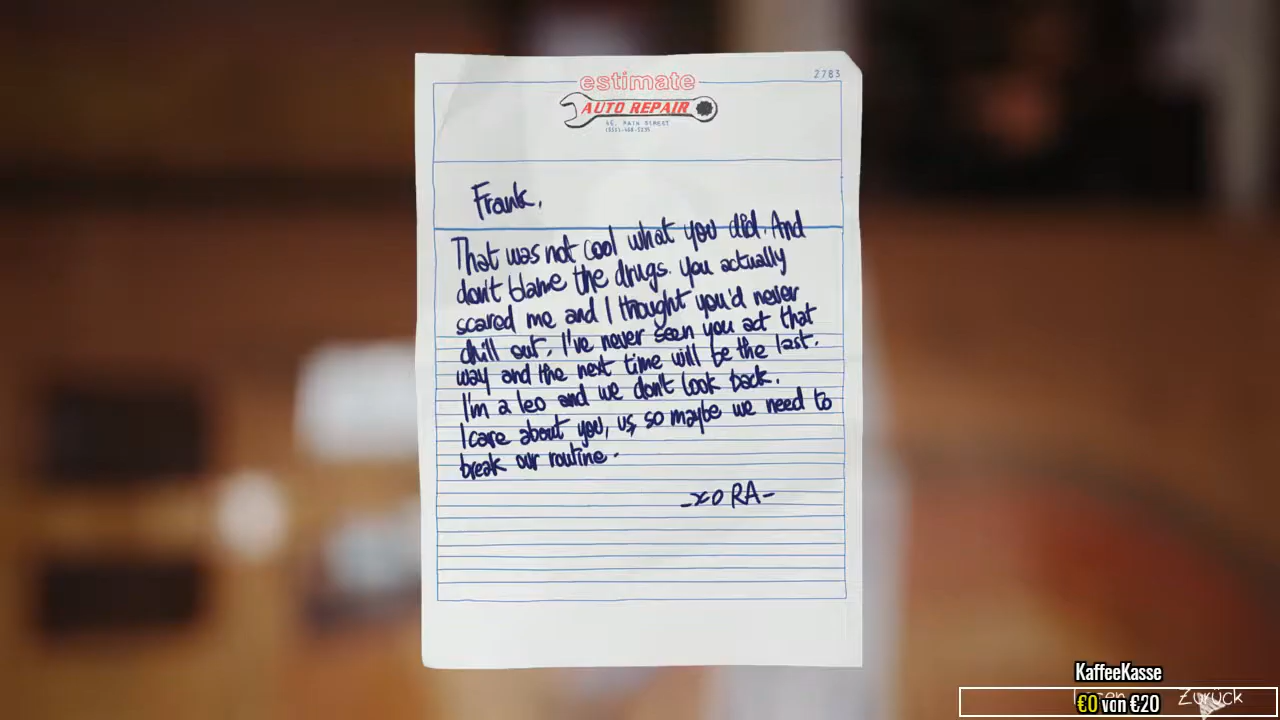 2783
estimate
AUTO REPAIR
Frank,
That was not cool what you did. And
don't blame the drugs. You actually
scared me and I thought you'd never
chill out. I've never seen you act that
way and the next time will be the last.
I'm a leo and we don't look back.
I care about you, us, so maybe we need to
break our routine.
-xo RA-
KaffeeKasse
€0 von €20
Zurück